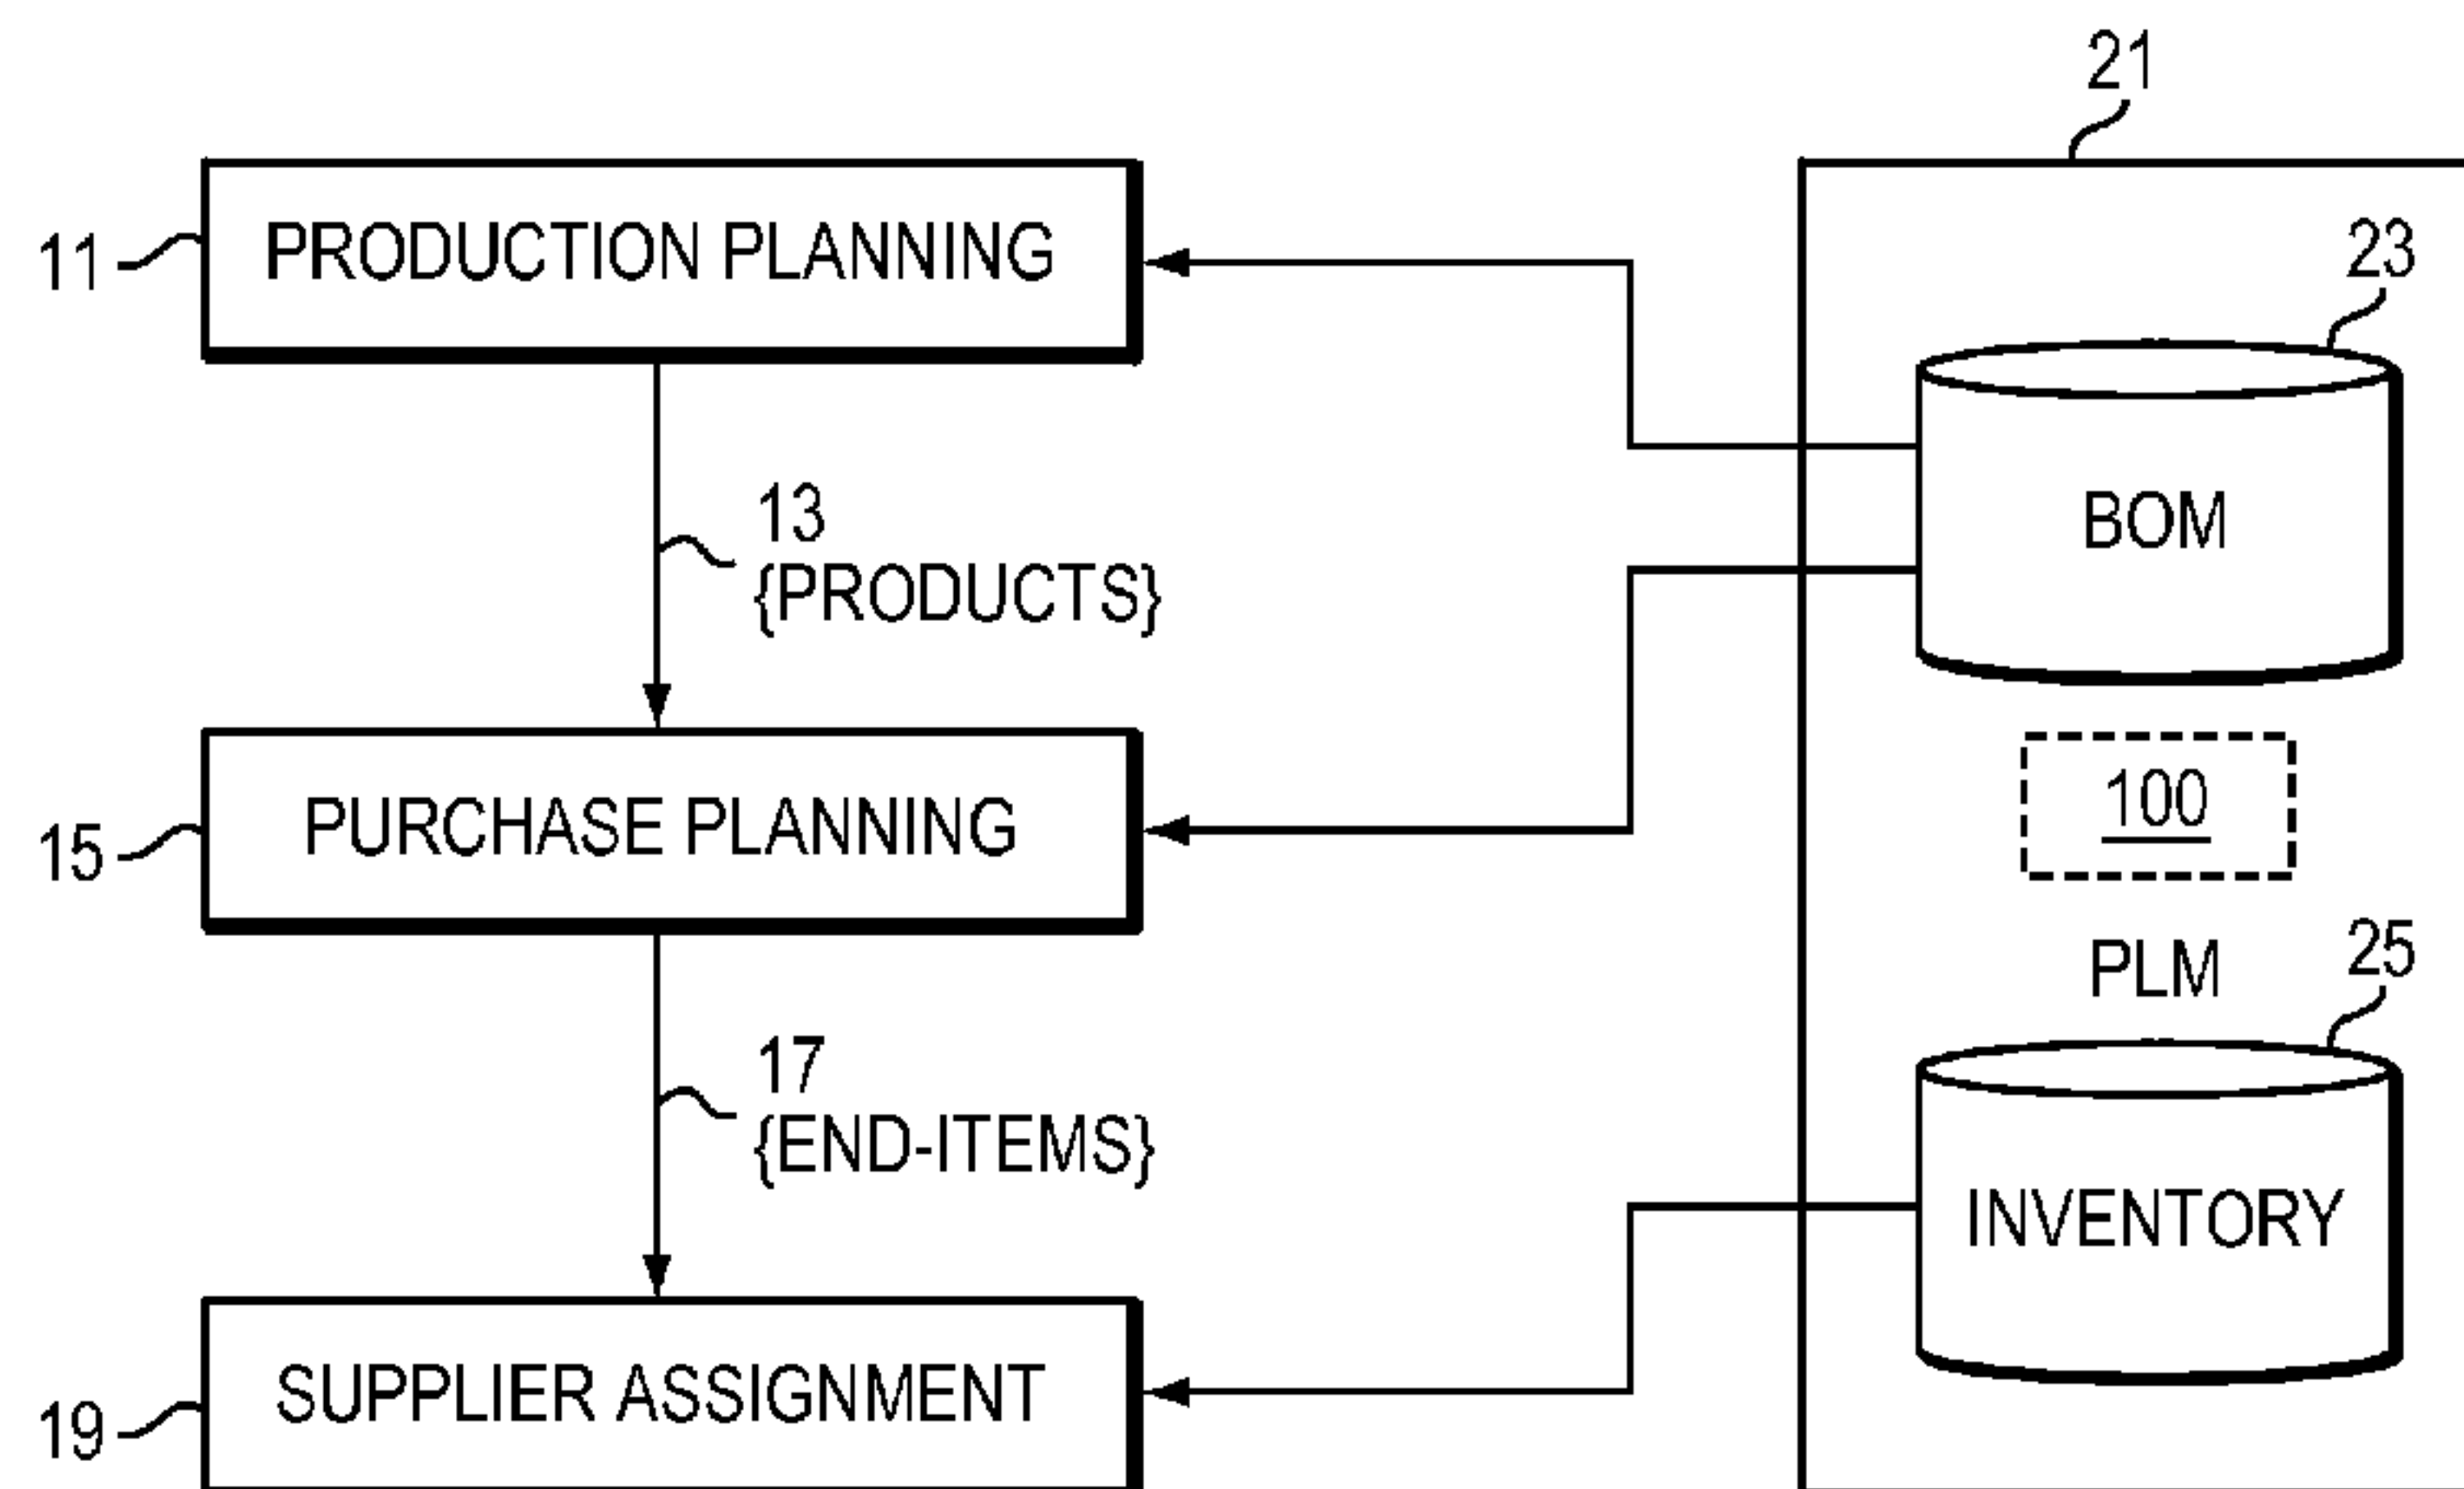 21
11
PRODUCTION PLANNING
23
13
{PRODUCTS}
BOM
15
PURCHASE PLANNING
100
PLM
25
17
{END-ITEMS}
INVENTORY
19
SUPPLIER ASSIGNMENT